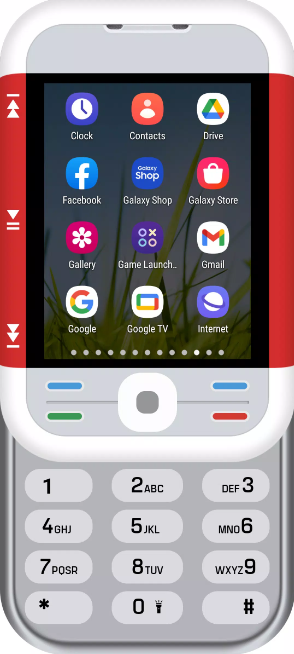 Clock Contacts Drive
Galaxy
Shop
Facebook Galaxy Shop Galaxy Store
Gallery Game Launch.. Gmail
Google Google TV Internet
1 2ABC DEF3
4GHJ 5JKL MNO6
7PQSR 8TUV WXYZ9
* 0 #